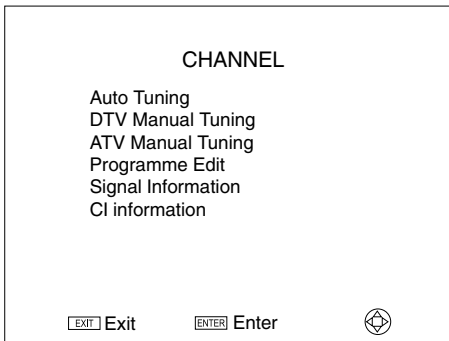 CHANNEL
Auto Tuning
DTV Manual Tuning
ATV Manual Tuning
Programme Edit
Signal Information
CI information
EXIT Exit ENTER Enter